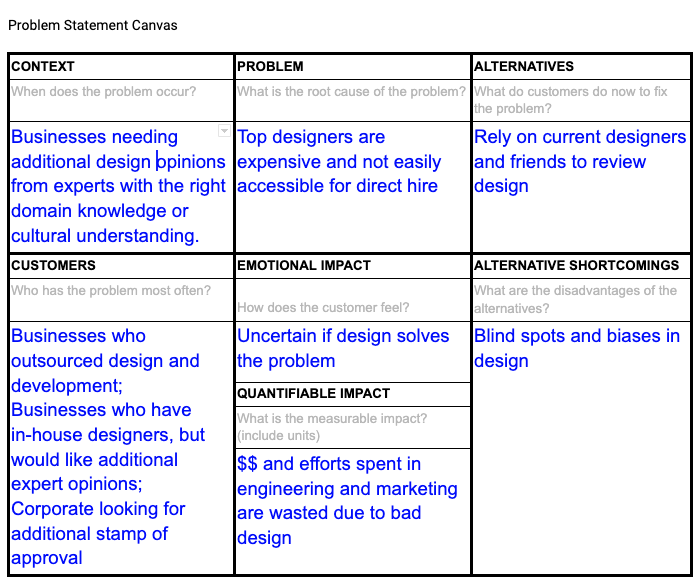 Problem Statement Canvas
CONTEXT
When does the problem occur?
Businesses needing
additional design opinions
from experts with the right
domain knowledge or
cultural understanding.
PROBLEM
What is the root cause of the problem?
Top designers are
expensive and not easily
accessible for direct hire
ALTERNATIVES
What do customers do now to fix
the problem?
Rely on current designers
and friends to review
design
CUSTOMERS
Who has the problem most often?
Businesses who
outsourced design and
development;
Businesses who have
in-house designers, but
would like additional
expert opinions;
Corporate looking for
additional stamp of
approval
EMOTIONAL IMPACT
How does the customer feel?
Uncertain if design solves
the problem
QUANTIFIABLE IMPACT
What is the measurable impact?
(include units)
$$ and efforts spent in
engineering and marketing
are wasted due to bad
design
ALTERNATIVE SHORTCOMINGS
What are the disadvantages of the
alternatives?
Blind spots and biases in
design